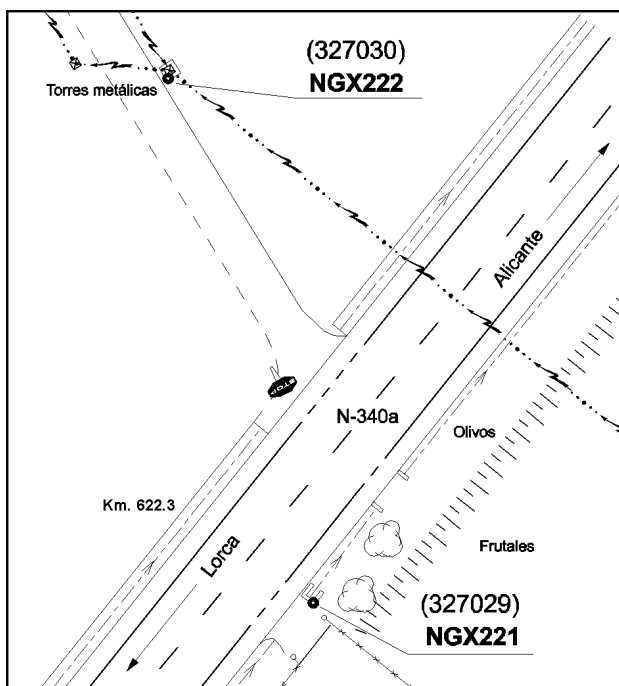 (327030)
NGX222
Torres metálicas
Alicante
STOP
N-340a
Olivos
Km. 622.3
Lorca
Frutales
(327029)
NGX221